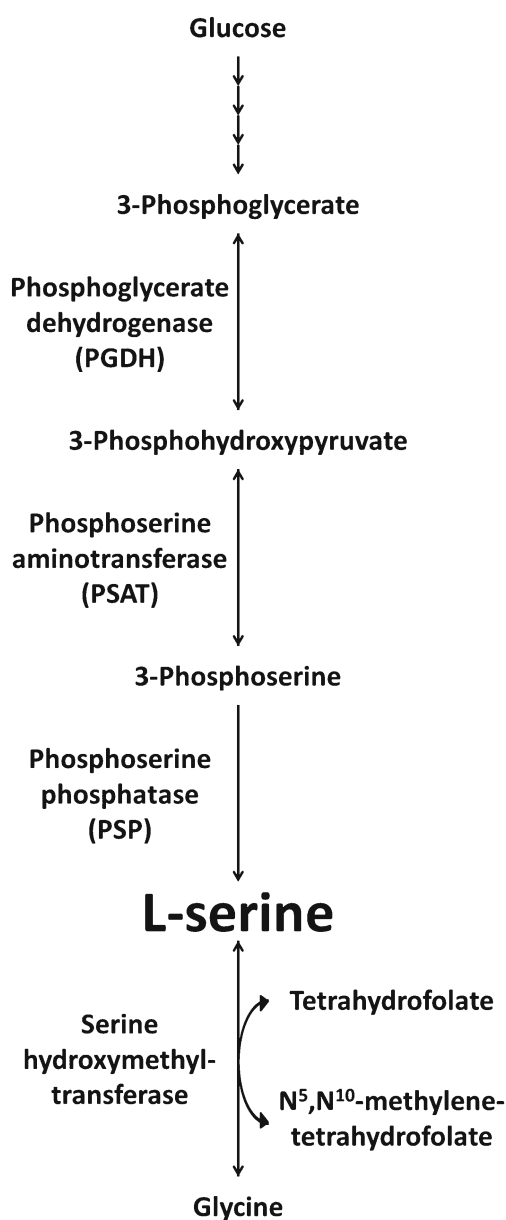 Glucose
3-Phosphoglycerate
Phosphoglycerate
dehydrogenase
(PGDH)
3-Phosphohydroxypyruvate
Phosphoserine
aminotransferase
(PSAT)
3-Phosphoserine
Phosphoserine
phosphatase
(PSP)
L-serine
Tetrahydrofolate
Serine
hydroxymethyl-
transferase
N⁵,N¹⁰-methylene-
tetrahydrofolate
Glycine